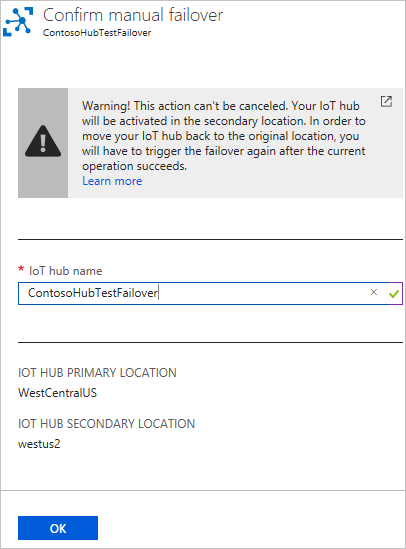 Confirm manual failover
ContosoHubTestFailover
Warning! This action can't be canceled. Your IoT hub
will be activated in the secondary location. In order to
move your IoT hub back to the original location, you
will have to trigger the failover again after the current
operation succeeds.
Learn more
* IoT hub name
ContosoHubTestFailover
IOT HUB PRIMARY LOCATION
WestCentralUS
IOT HUB SECONDARY LOCATION
westus2
OK